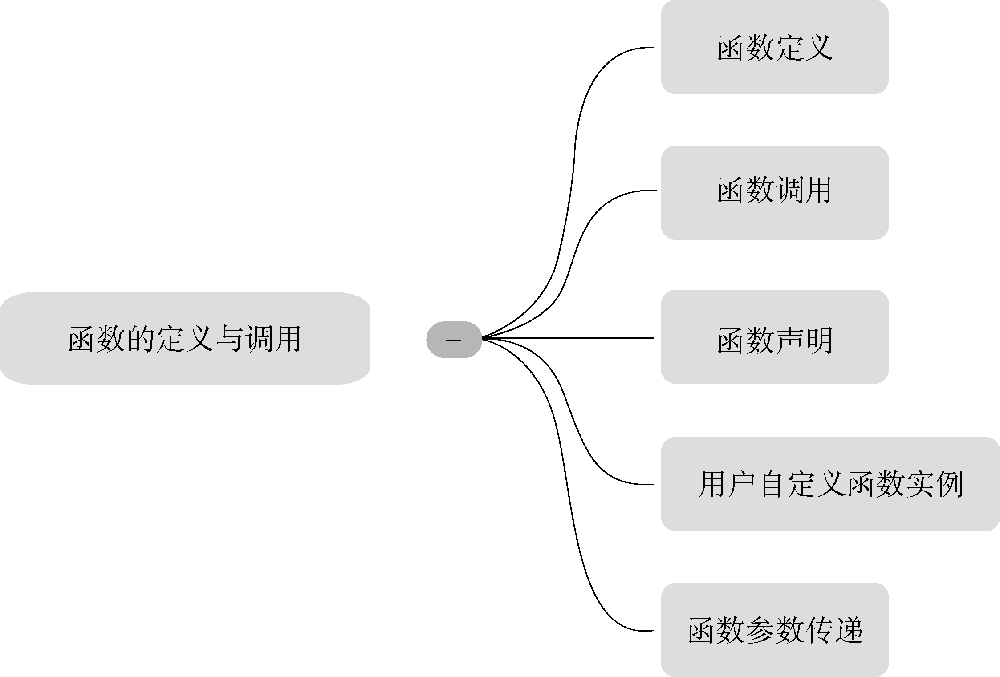 函数的定义与调用
函数定义
函数调用
函数声明
用户自定义函数实例
函数参数传递